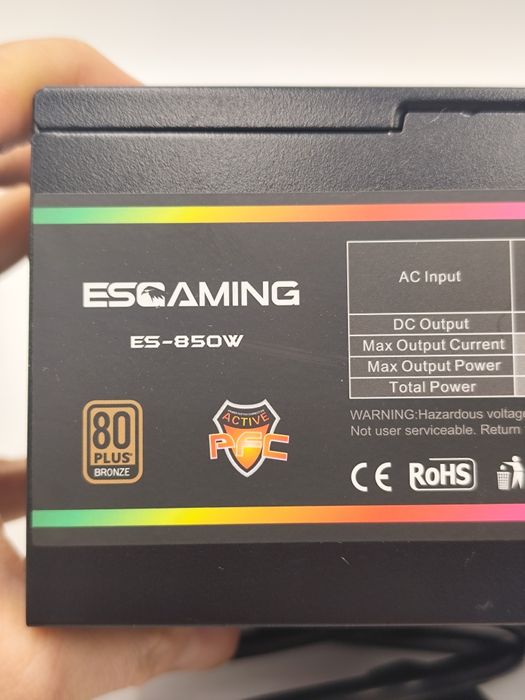 ESGAMING
ES-850W
AC Input
DC Output
Max Output Current
Max Output Power
Total Power
WARNING:Hazardous voltage
Not user serviceable. Return
80
PLUS
BRONZE
ACTIVE
PFC
CE RoHS